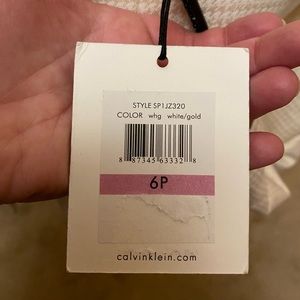 STYLE SP1JZ320
COLOR whg white/gold
8 87345 63332 8
6P
calvinklein.com